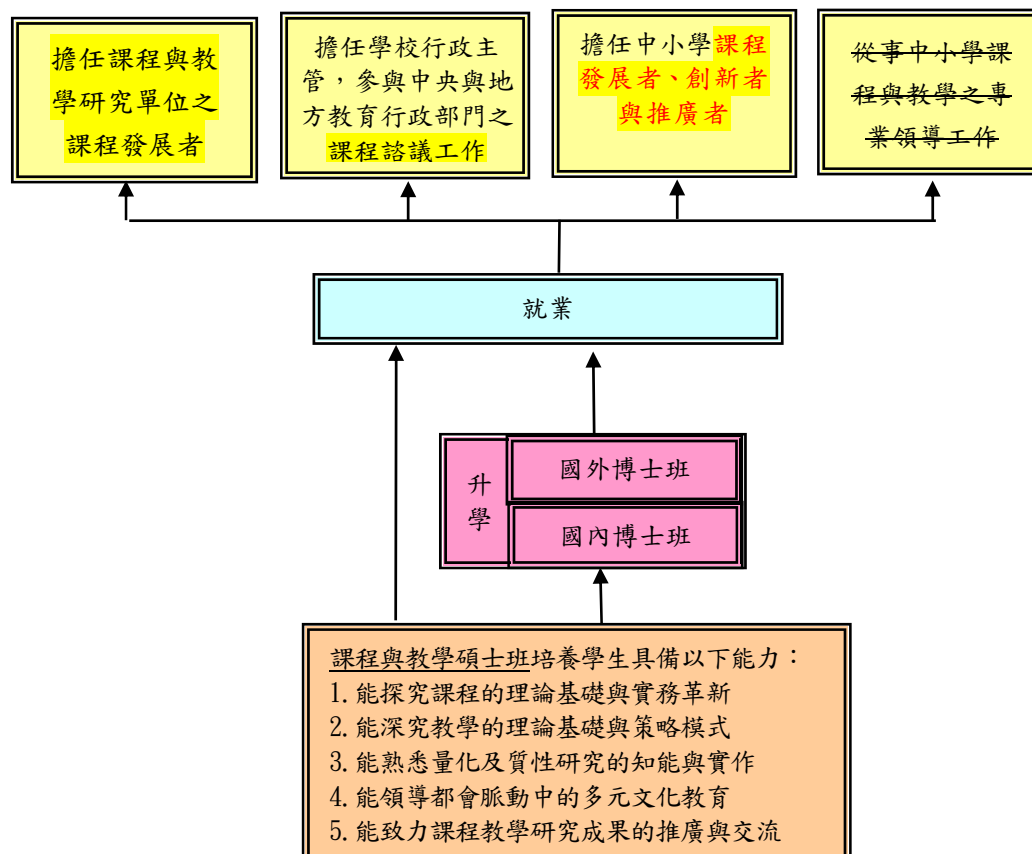 擔任課程與教
學研究單位之
課程發展者
擔任學校行政主
管，參與中央與地
方教育行政部門之
課程諮議工作
擔任中小學課程
發展者、創新者
與推廣者
從事中小學課
程與教學之專
業領導工作
就業
升
學
國外博士班
國內博士班
課程與教學碩士班培養學生具備以下能力：
1.能探究課程的理論基礎與實務革新
2.能深究教學的理論基礎與策略模式
3.能熟悉量化及質性研究的知能與實作
4.能領導都會脈動中的多元文化教育
5.能致力課程教學研究成果的推廣與交流